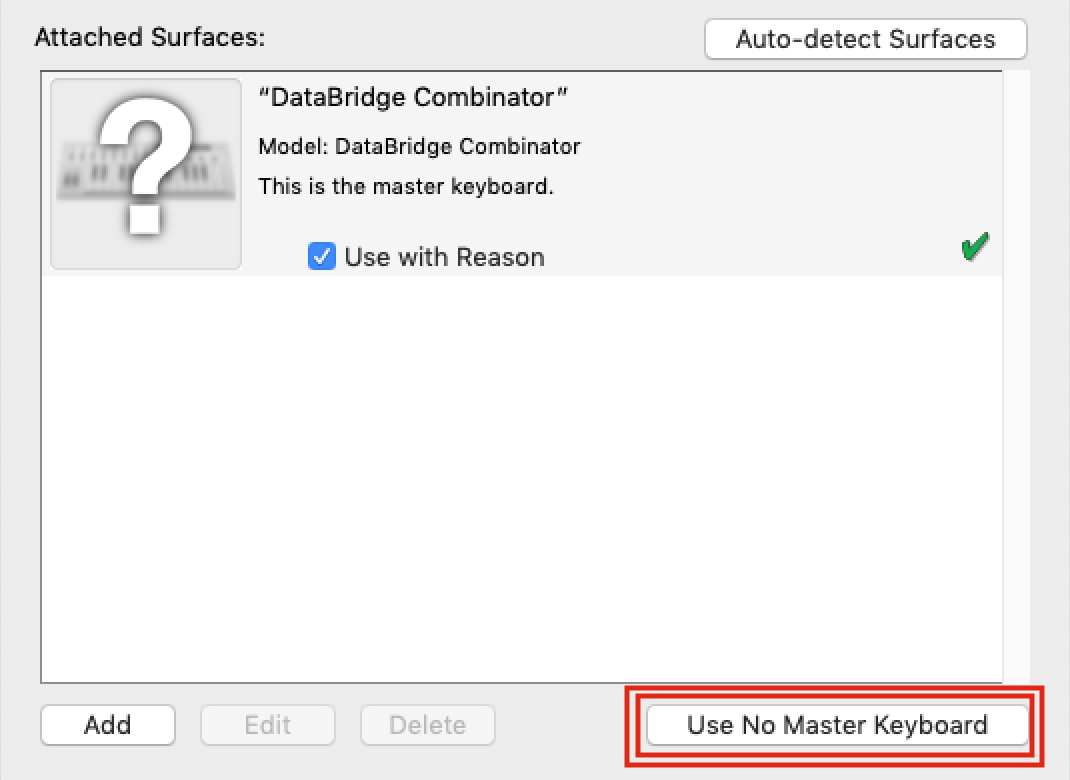 Attached Surfaces:
Auto-detect Surfaces
“DataBridge Combinator”
Model: DataBridge Combinator
This is the master keyboard.
Use with Reason
Add
Edit
Delete
Use No Master Keyboard